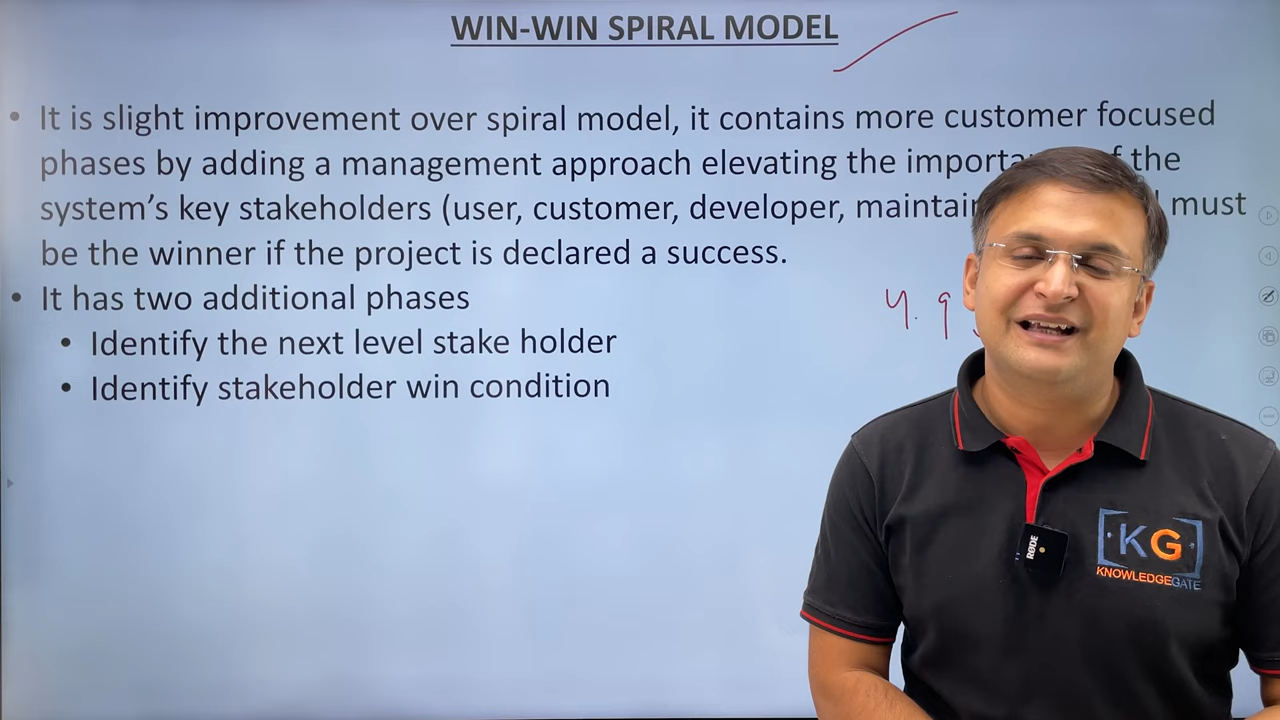 WIN-WIN SPIRAL MODEL
• It is slight improvement over spiral model, it contains more customer focused
phases by adding a management approach elevating the of the
system's key stakeholders (user, customer, developer, must
be the winner if the project is declared a success.
• It has two additional phases
• Identify the next level stake holder
• Identify stakeholder win condition
RØDE
KG
KNOWLEDGEGATE